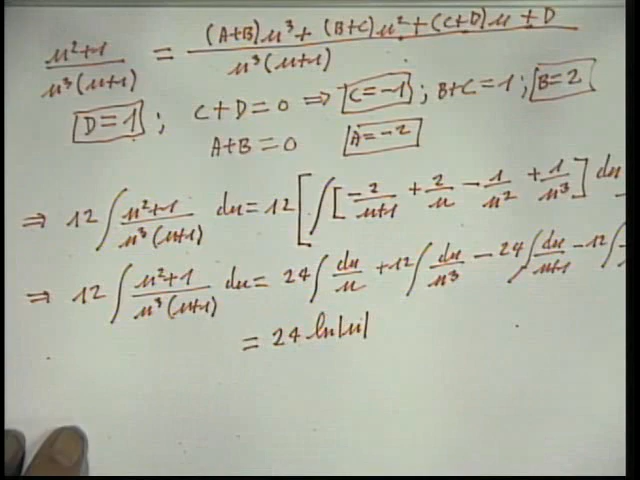 (u²+1)/(u³(u+1)) = ((A+B)u³ + (B+C)u² + (C+D)u + D)/(u³(u+1))
D=1 ; C+D=0 ⇒ C=-1 ; B+C=1 ; B=2
A+B=0 A=-2
⇒ 12∫(u²+1)/(u³(u+1)) du = 12[∫[-2/(u+1) + 2/u - 1/u² + 1/u³] du
⇒ 12∫(u²+1)/(u³(u+1)) du = 24∫du/u + 12∫du/u³ - 24∫du/(u+1) - 12∫
= 24 ln|u|